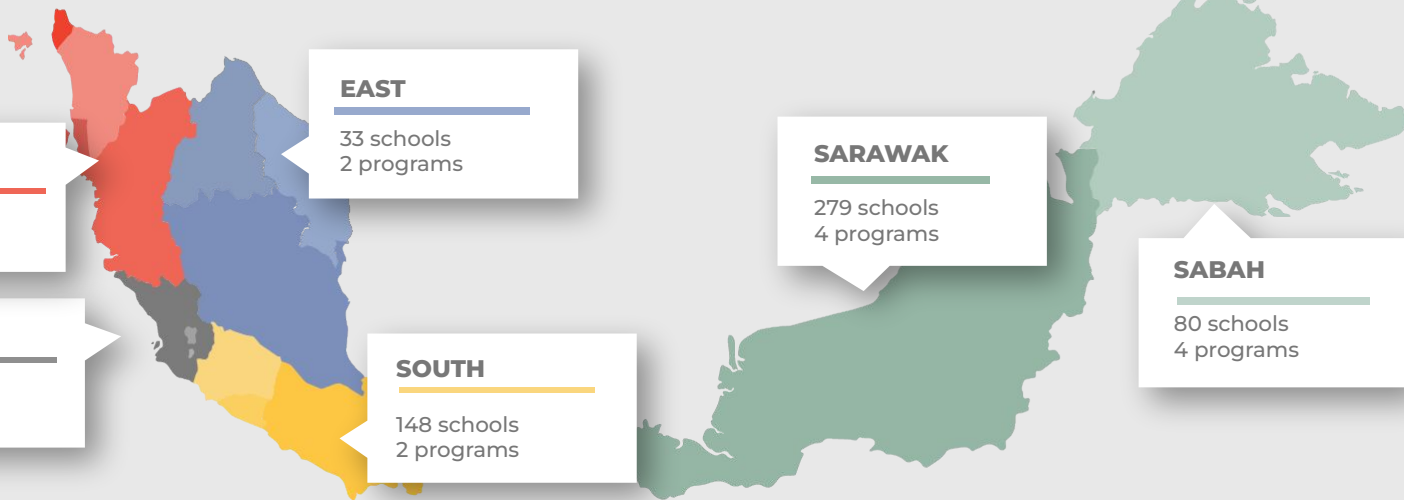 EAST
33 schools
2 programs
SARAWAK
279 schools
4 programs
SABAH
80 schools
4 programs
SOUTH
148 schools
2 programs